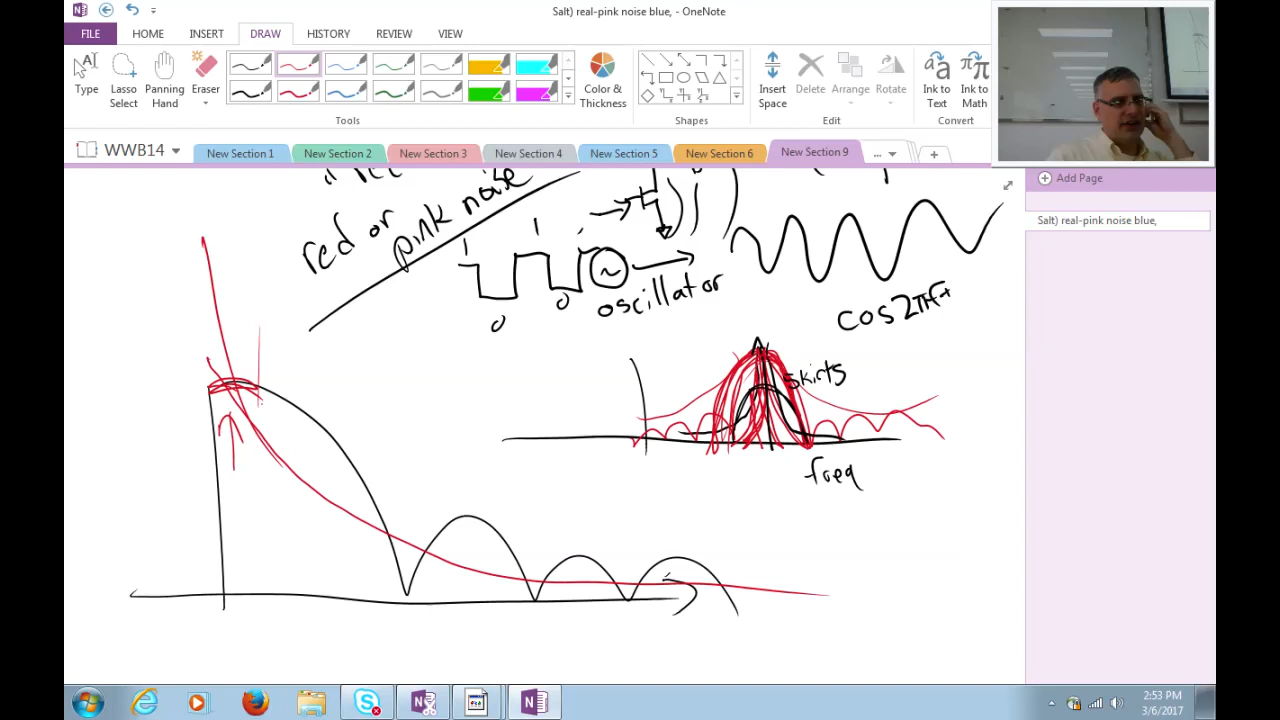 Salt) real-pink noise blue, - OneNote
FILE HOME INSERT DRAW HISTORY REVIEW VIEW
Type
Lasso Select
Panning Hand
Eraser
Color & Thickness
Insert Space
Delete
Arrange
Rotate
Ink to Text
Ink to Math
Tools
Shapes
Edit
Convert
WWB14
New Section 1 New Section 2 New Section 3 New Section 4 New Section 5 New Section 6 New Section 9 ...
Add Page
Salt) real-pink noise blue,
red or
pink noise
0
0
oscillator
cos2πft
skirts
freq
2:53 PM
3/6/2017